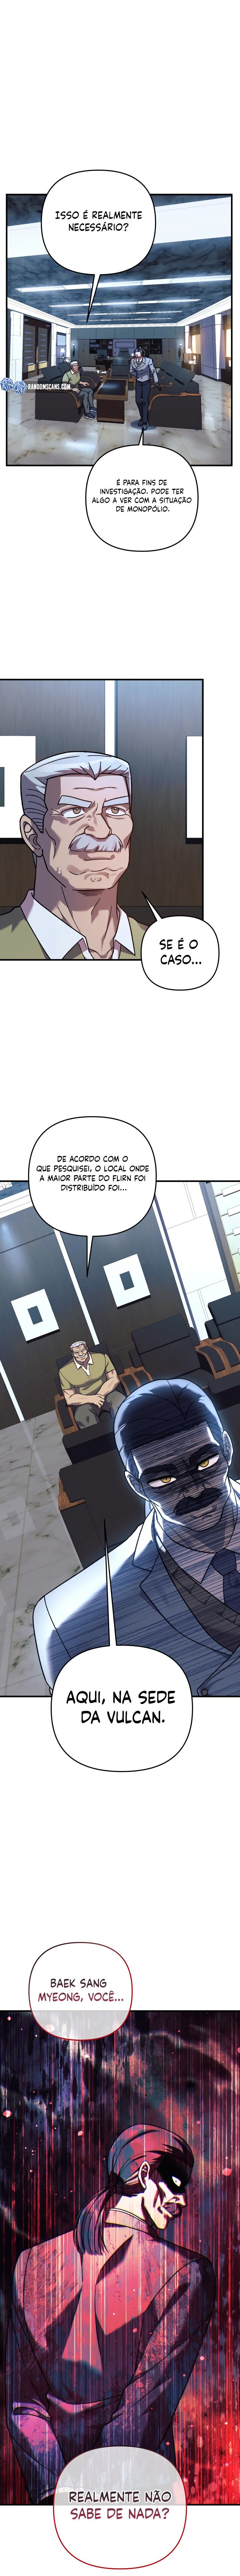 ISSO É REALMENTE
NECESSÁRIO?
RANDOMSCANS.COM
É PARA FINS DE
INVESTIGAÇÃO. PODE TER
ALGO A VER COM A SITUAÇÃO
DE MONOPÓLIO.
SE É O
CASO...
DE ACORDO COM O
QUE PESQUISEI, O LOCAL ONDE
A MAIOR PARTE DO FLIRN FOI
DISTRIBUÍDO FOI...
AQUI, NA SEDE
DA VULCAN.
BAEK SANG
MYEONG, VOCÊ...
REALMENTE NÃO
SABE DE NADA?